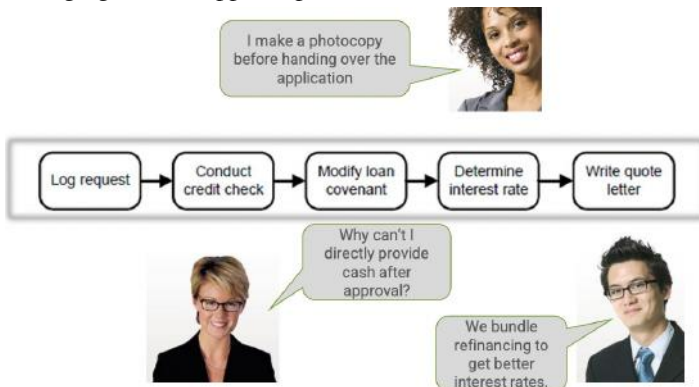 I make a photocopy
before handing over the
application
Log request
Conduct
credit check
Modify loan
covenant
Determine
interest rate
Write quote
letter
Why can't I
directly provide
cash after
approval?
We bundle
refinancing to
get better
interest rates.